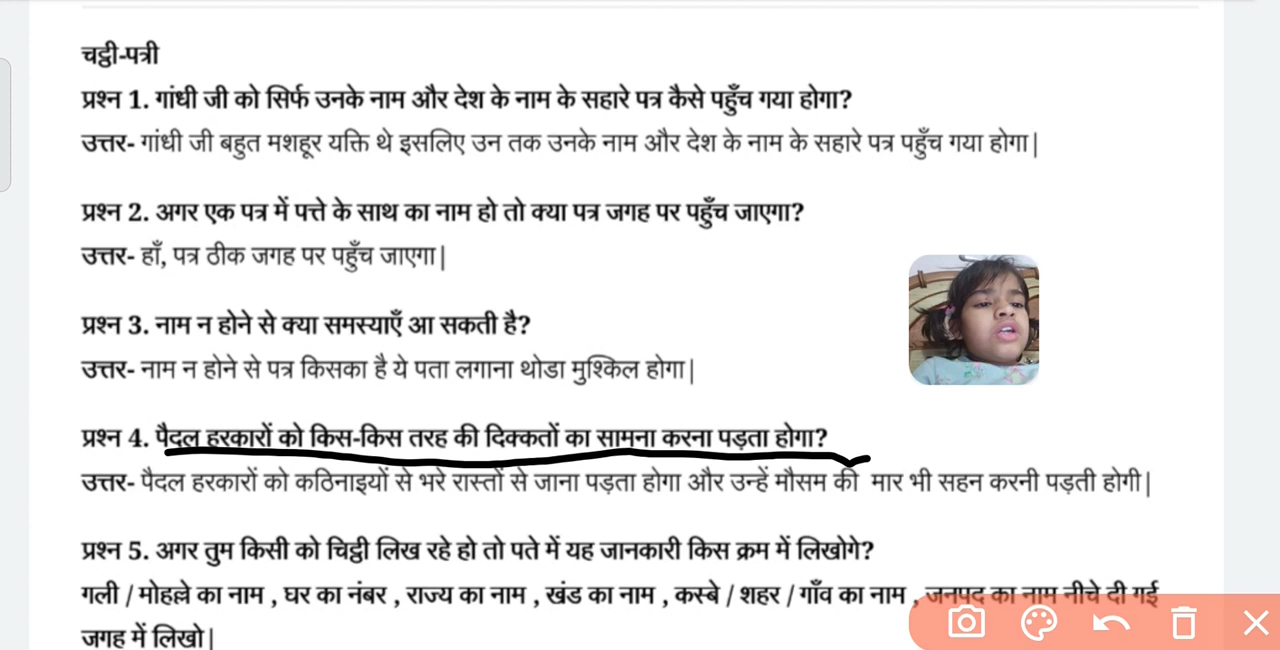 चट्ठी-पत्री
प्रश्न 1. गांधी जी को सिर्फ उनके नाम और देश के नाम के सहारे पत्र कैसे पहुँच गया होगा?
उत्तर- गांधी जी बहुत मशहूर यक्ति थे इसलिए उन तक उनके नाम और देश के नाम के सहारे पत्र पहुँच गया होगा|
प्रश्न 2. अगर एक पत्र में पत्ते के साथ का नाम हो तो क्या पत्र जगह पर पहुँच जाएगा?
उत्तर- हाँ, पत्र ठीक जगह पर पहुँच जाएगा|
प्रश्न 3. नाम न होने से क्या समस्याएँ आ सकती है?
उत्तर- नाम न होने से पत्र किसका है ये पता लगाना थोडा मुश्किल होगा|
प्रश्न 4. पैदल हरकारों को किस-किस तरह की दिक्कतों का सामना करना पड़ता होगा?
उत्तर- पैदल हरकारों को कठिनाइयों से भरे रास्तों से जाना पड़ता होगा और उन्हें मौसम की मार भी सहन करनी पड़ती होगी|
प्रश्न 5. अगर तुम किसी को चिट्ठी लिख रहे हो तो पते में यह जानकारी किस क्रम में लिखोगे?
गली / मोहल्ले का नाम , घर का नंबर , राज्य का नाम , खंड का नाम , कस्बे / शहर / गाँव का नाम , जनपद का नाम नीचे दी गई
जगह में लिखो|